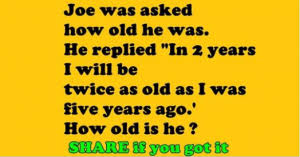 Joe was asked
how old he was.
He replied "In 2 years
I will be
twice as old as I was
five years ago.'
How old is he ?
SHARE if you got it